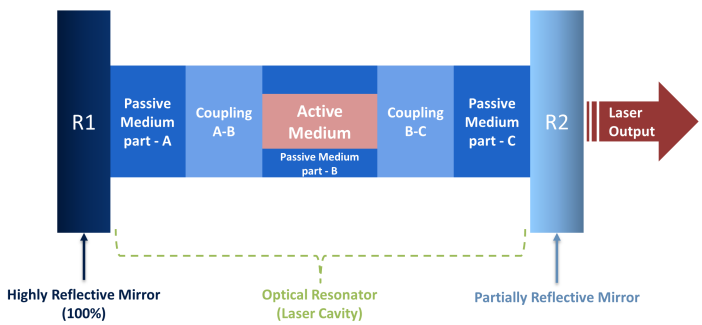 R1
Passive
Medium
part - A
Coupling
A-B
Active
Medium
Passive Medium
part - B
Coupling
B-C
Passive
Medium
part - C
R2
Laser
Output
Highly Reflective Mirror
(100%)
Optical Resonator
(Laser Cavity)
Partially Reflective Mirror